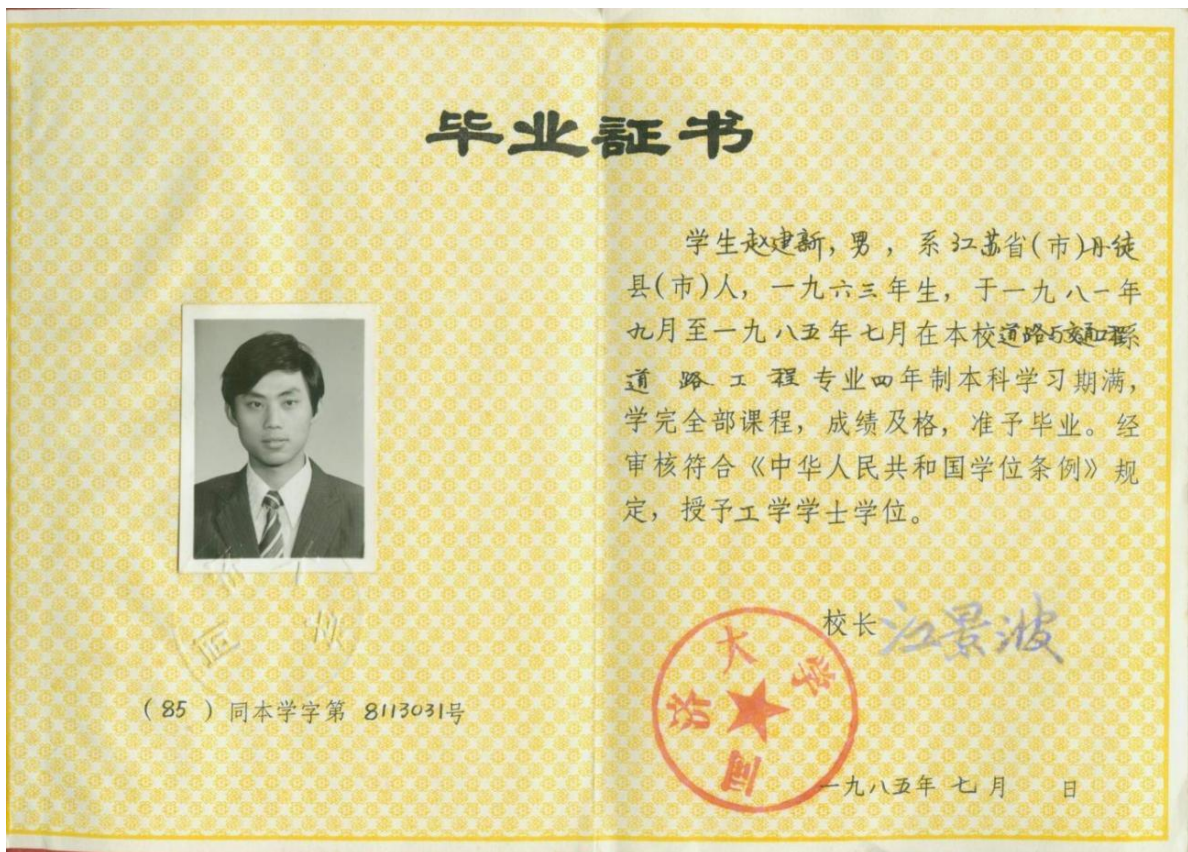 毕业証书
学生赵建新，男，系江苏省(市)丹徒
县(市)人，一九六三年生，于一九八一年
九月至一九八五年七月在本校道路与交通工程系
道路工程专业四年制本科学习期满，
学完全部课程，成绩及格，准予毕业。经
审核符合《中华人民共和国学位条例》规
定，授予工学学士学位。
校长 江景波
同济大学
(85)同本学字第 8113031号
一九八五年七月 日